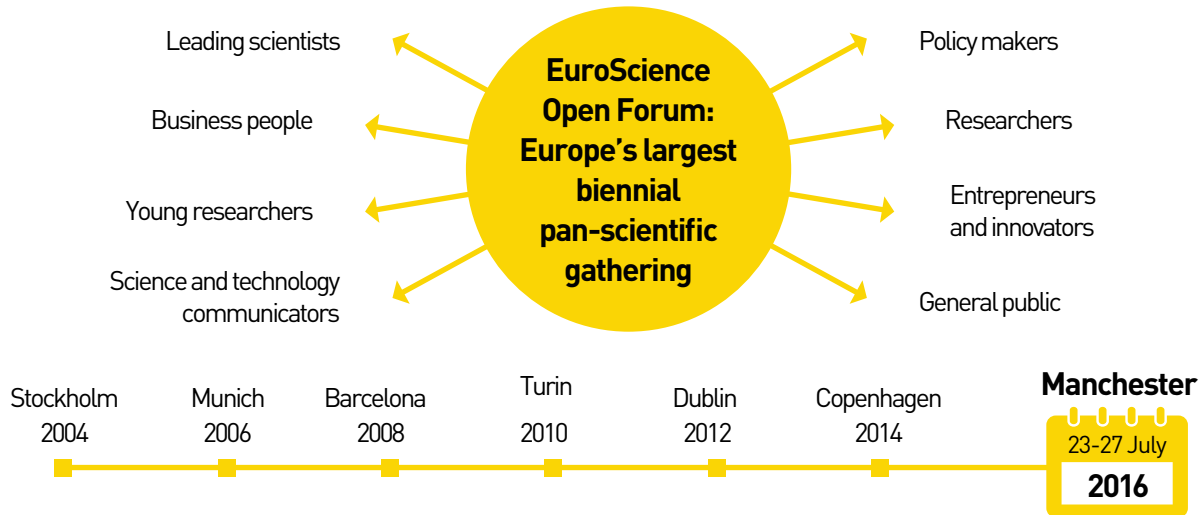 Leading scientists
Business people
Young researchers
Science and technology
communicators
EuroScience
Open Forum:
Europe’s largest
biennial
pan-scientific
gathering
Policy makers
Researchers
Entrepreneurs
and innovators
General public
Stockholm
2004
Munich
2006
Barcelona
2008
Turin
2010
Dublin
2012
Copenhagen
2014
Manchester
23-27 July
2016